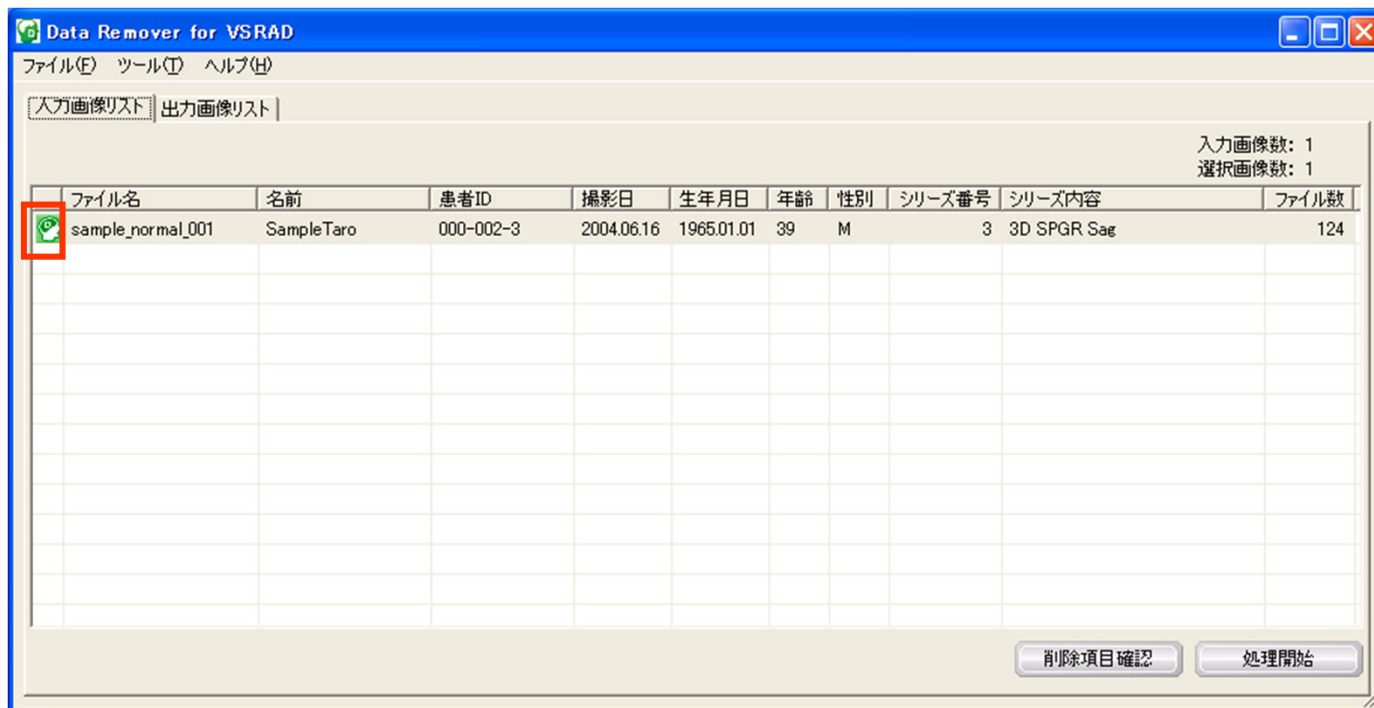 Data Remover for VSRAD
ファイル(F) ツール(T) ヘルプ(H)
入力画像リスト 出力画像リスト
入力画像数: 1
選択画像数: 1
ファイル名 名前 患者ID 撮影日 生年月日 年齢 性別 シリーズ番号 シリーズ内容 ファイル数
sample_normal_001 SampleTaro 000-002-3 2004.06.16 1965.01.01 39 M 3 3D SPGR Sag 124
削除項目確認 処理開始